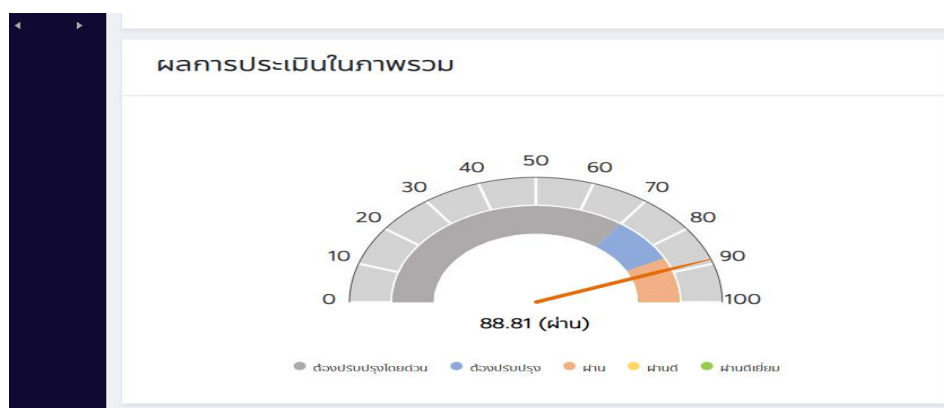 ผลการประเมินในภาพรวม
0 10 20 30 40 50 60 70 80 90 100
88.81 (ผ่าน)
ต้องปรับปรุงโดยด่วน ต้องปรับปรุง ผ่าน ผ่านดี ผ่านดีเยี่ยม